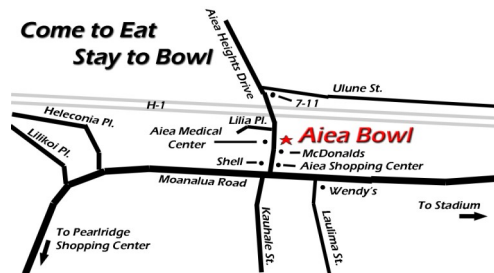 Come to Eat
Stay to Bowl
Aiea Heights Drive
Ulune St.
7-11
H-1
Heleconia Pl.
Lilikoi Pl.
Lilia Pl.
Aiea Medical
Center
Aiea Bowl
McDonalds
Shell
Aiea Shopping Center
Moanalua Road
Wendy's
Kauhale St.
Laulima St.
To Stadium
To Pearlridge
Shopping Center